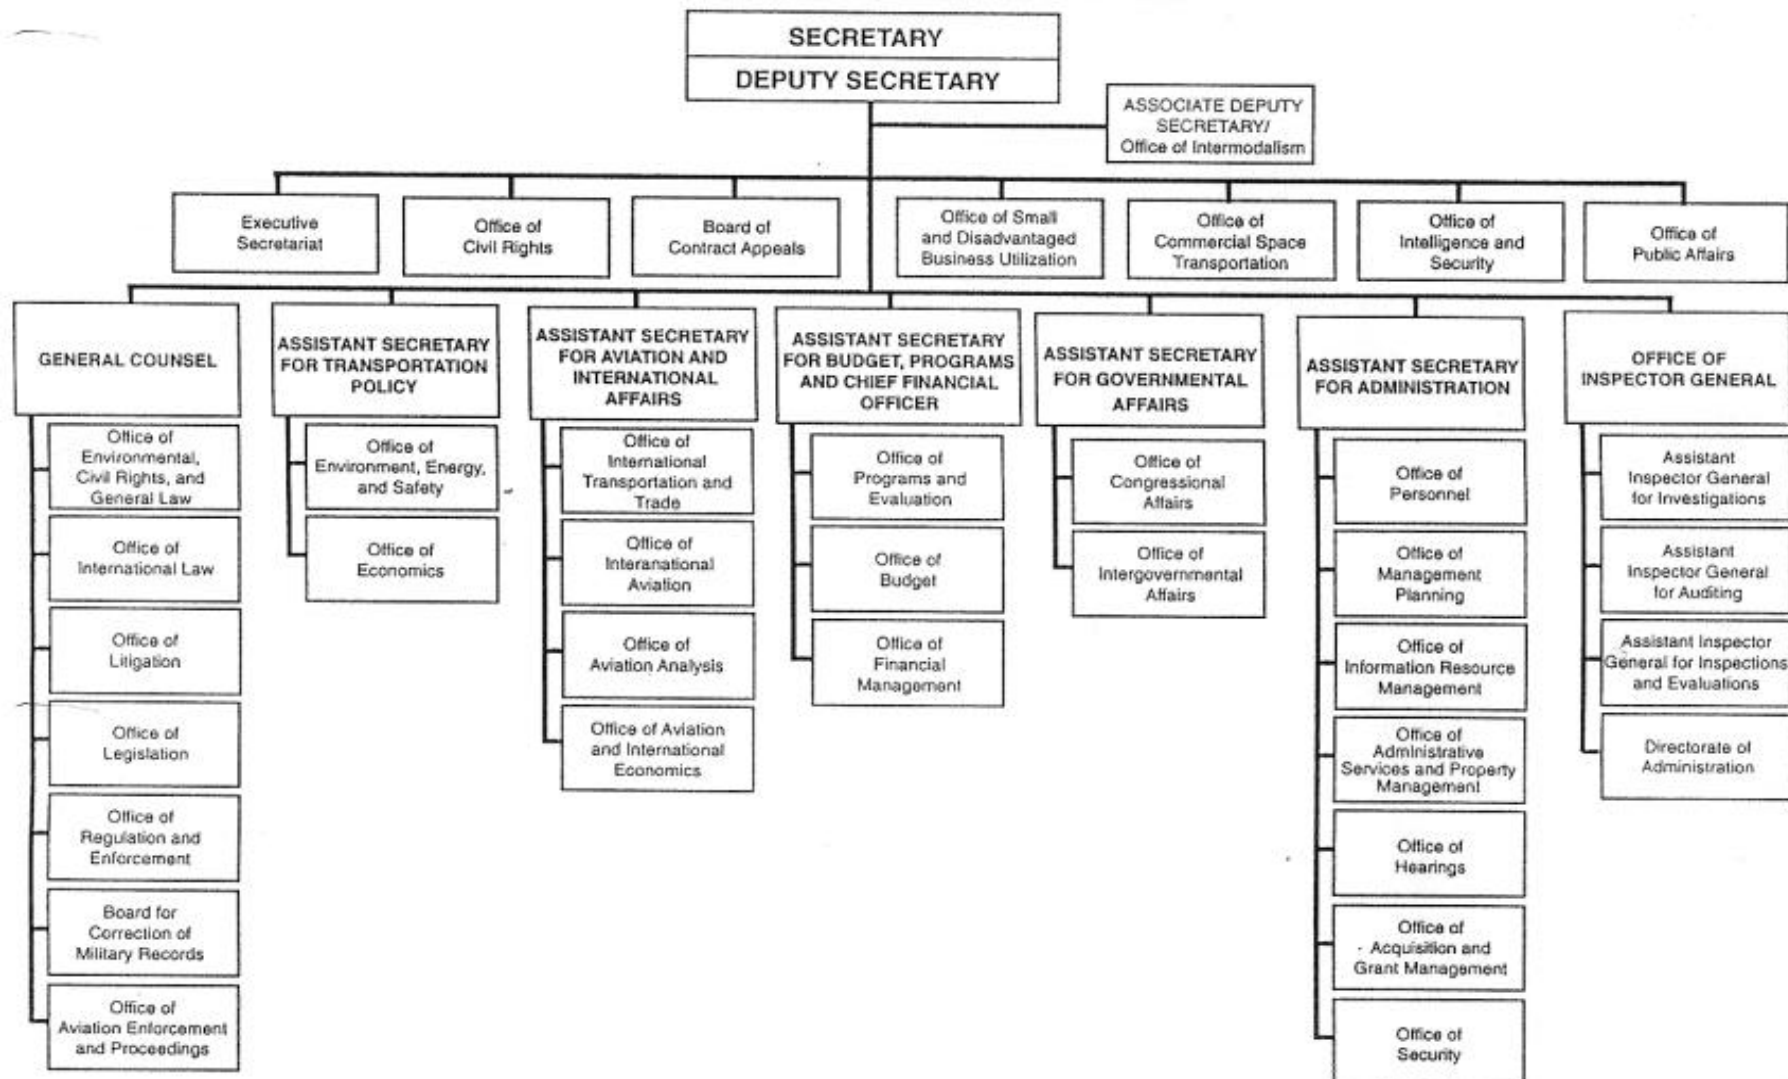 SECRETARY
DEPUTY SECRETARY
ASSOCIATE DEPUTY
SECRETARY/
Office of Intermodalism
Executive
Secretariat
Office of
Civil Rights
Board of
Contract Appeals
Office of Small
and Disadvantaged
Business Utilization
Office of
Commercial Space
Transportation
Office of
Intelligence and
Security
Office of
Public Affairs
GENERAL COUNSEL
Office of
Environmental,
Civil Rights, and
General Law
Office of
International Law
Office of
Litigation
Office of
Legislation
Office of
Regulation and
Enforcement
Board for
Correction of
Military Records
Office of
Aviation Enforcement
and Proceedings
ASSISTANT SECRETARY
FOR TRANSPORTATION
POLICY
Office of
Environment, Energy,
and Safety
Office of
Economics
ASSISTANT SECRETARY
FOR AVIATION AND
INTERNATIONAL
AFFAIRS
Office of
International
Transportation and
Trade
Office of
Interanational
Aviation
Office of
Aviation Analysis
Office of Aviation
and International
Economics
ASSISTANT SECRETARY
FOR BUDGET, PROGRAMS
AND CHIEF FINANCIAL
OFFICER
Office of
Programs and
Evaluation
Office of
Budget
Office of
Financial
Management
ASSISTANT SECRETARY
FOR GOVERNMENTAL
AFFAIRS
Office of
Congressional
Affairs
Office of
Intergovernmental
Affairs
ASSISTANT SECRETARY
FOR ADMINISTRATION
Office of
Personnel
Office of
Management
Planning
Office of
Information Resource
Management
Office of
Administrative
Services and Property
Management
Office of
Hearings
Office of
Acquisition and
Grant Management
Office of
Security
OFFICE OF
INSPECTOR GENERAL
Assistant
Inspector General
for Investigations
Assistant
Inspector General
for Auditing
Assistant Inspector
General for Inspections
and Evaluations
Directorate of
Administration